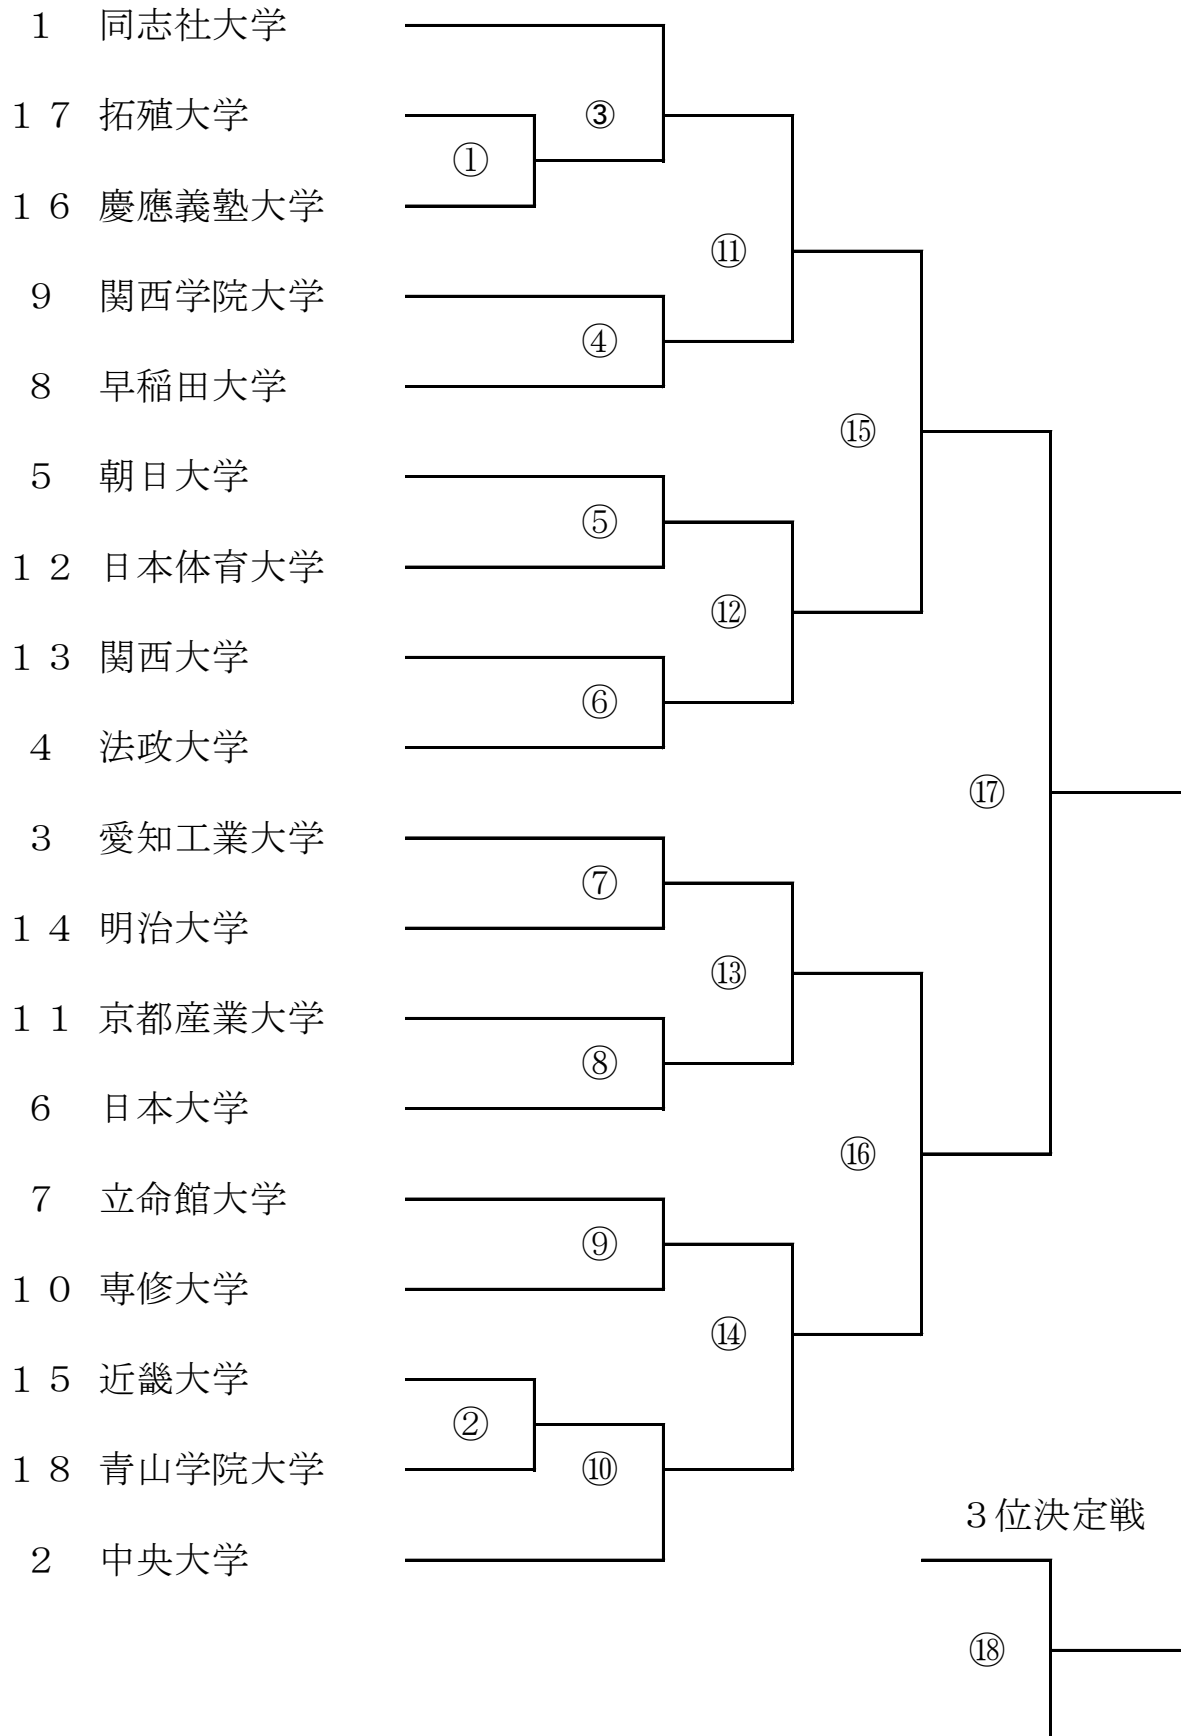 １ 同志社大学
１７ 拓殖大学
③
①
１６ 慶應義塾大学
⑪
９ 関西学院大学
④
８ 早稲田大学
⑮
５ 朝日大学
⑤
１２ 日本体育大学
⑫
１３ 関西大学
⑥
４ 法政大学
⑰
３ 愛知工業大学
⑦
１４ 明治大学
⑬
１１ 京都産業大学
⑧
６ 日本大学
⑯
７ 立命館大学
⑨
１０ 専修大学
⑭
１５ 近畿大学
②
１８ 青山学院大学
⑩
３位決定戦
２ 中央大学
⑱